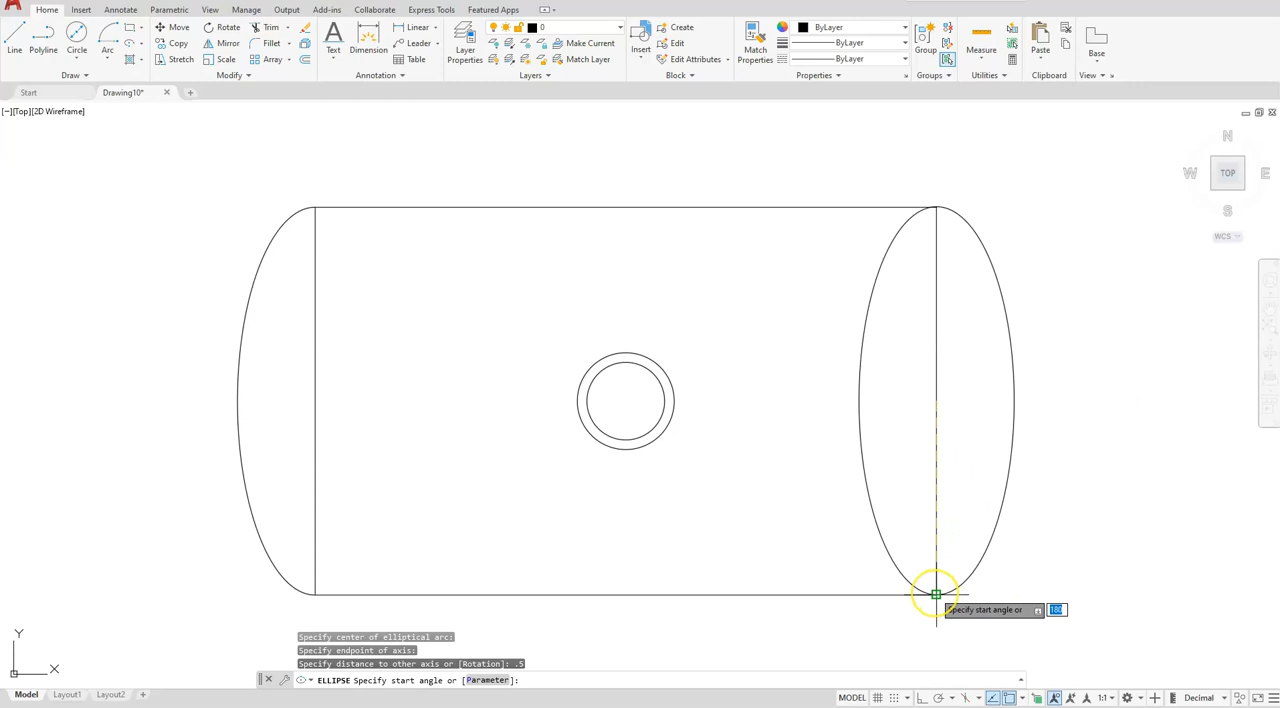 Home Insert Annotate Parametric View Manage Output Add-ins Collaborate Express Tools Featured Apps
Line Polyline Circle Arc
Move Rotate Trim
Copy Mirror Fillet
Stretch Scale Array
Text Dimension
Linear
Leader
Table
Layer Properties
0
Make Current
Match Layer
Insert
Create
Edit
Edit Attributes
Match Properties
ByLayer
ByLayer
ByLayer
Group
Measure
Paste
Base
Draw Modify Annotation Layers Block Properties Groups Utilities Clipboard View
Start Drawing10*
[−][Top][2D Wireframe]
N
W TOP E
S
WCS
Specify start angle or 180
Y
X
Specify center of elliptical arc:
Specify endpoint of axis:
Specify distance to other axis or [Rotation]: .5
ELLIPSE Specify start angle or [Parameter]:
Model Layout1 Layout2
MODEL 1:1 Decimal